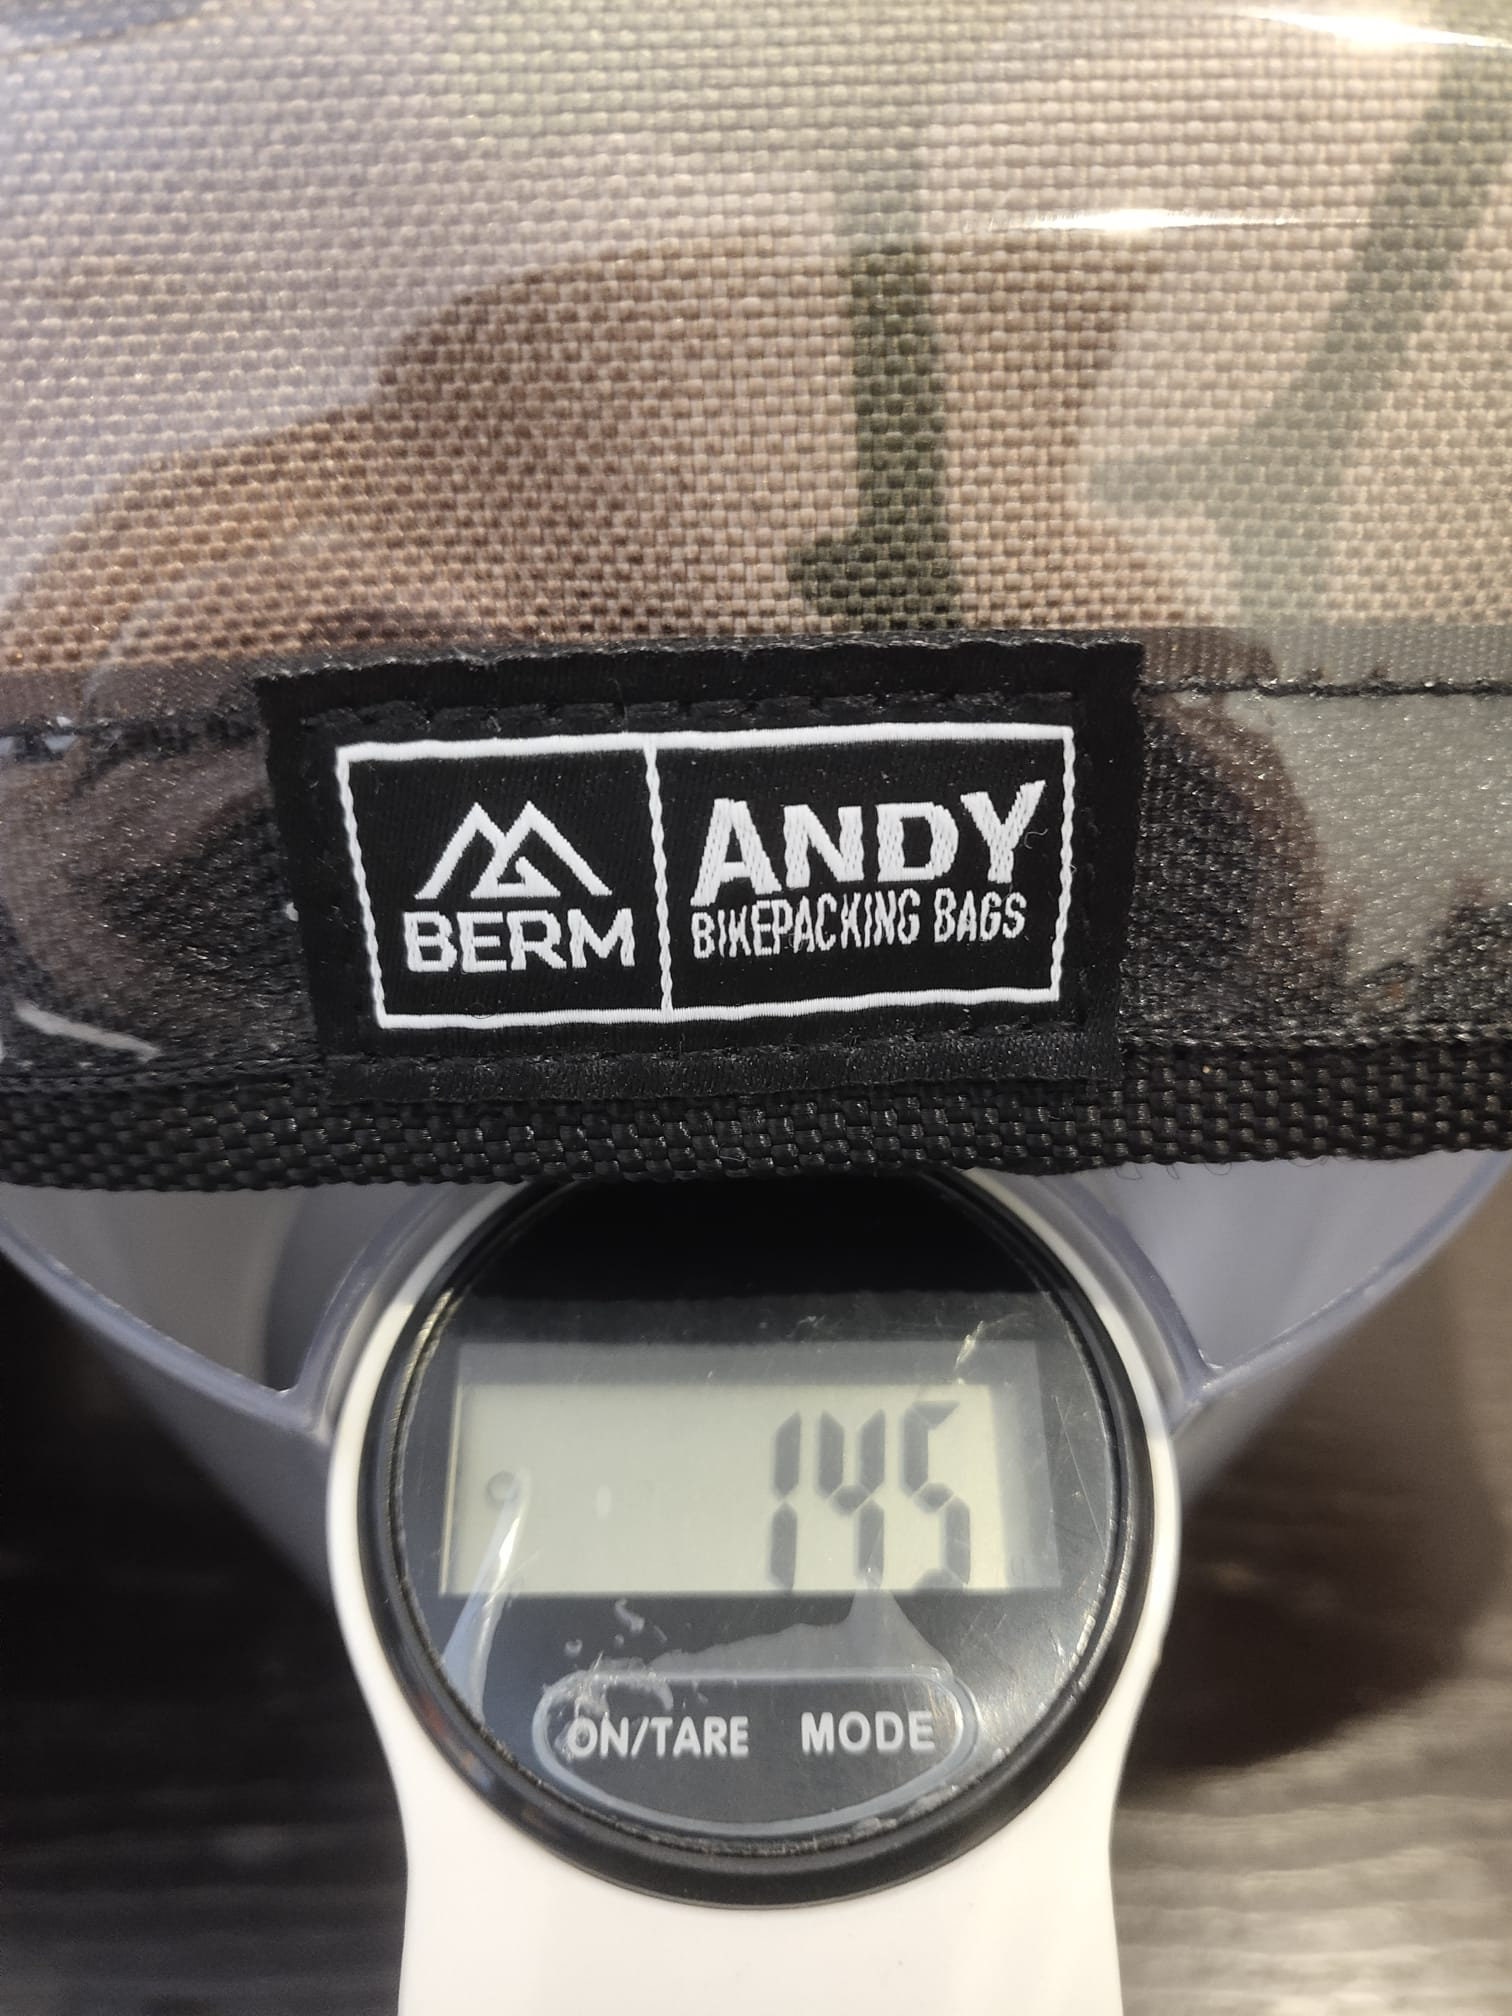 BERM
ANDY
BIKEPACKING BAGS
145
ON/TARE MODE